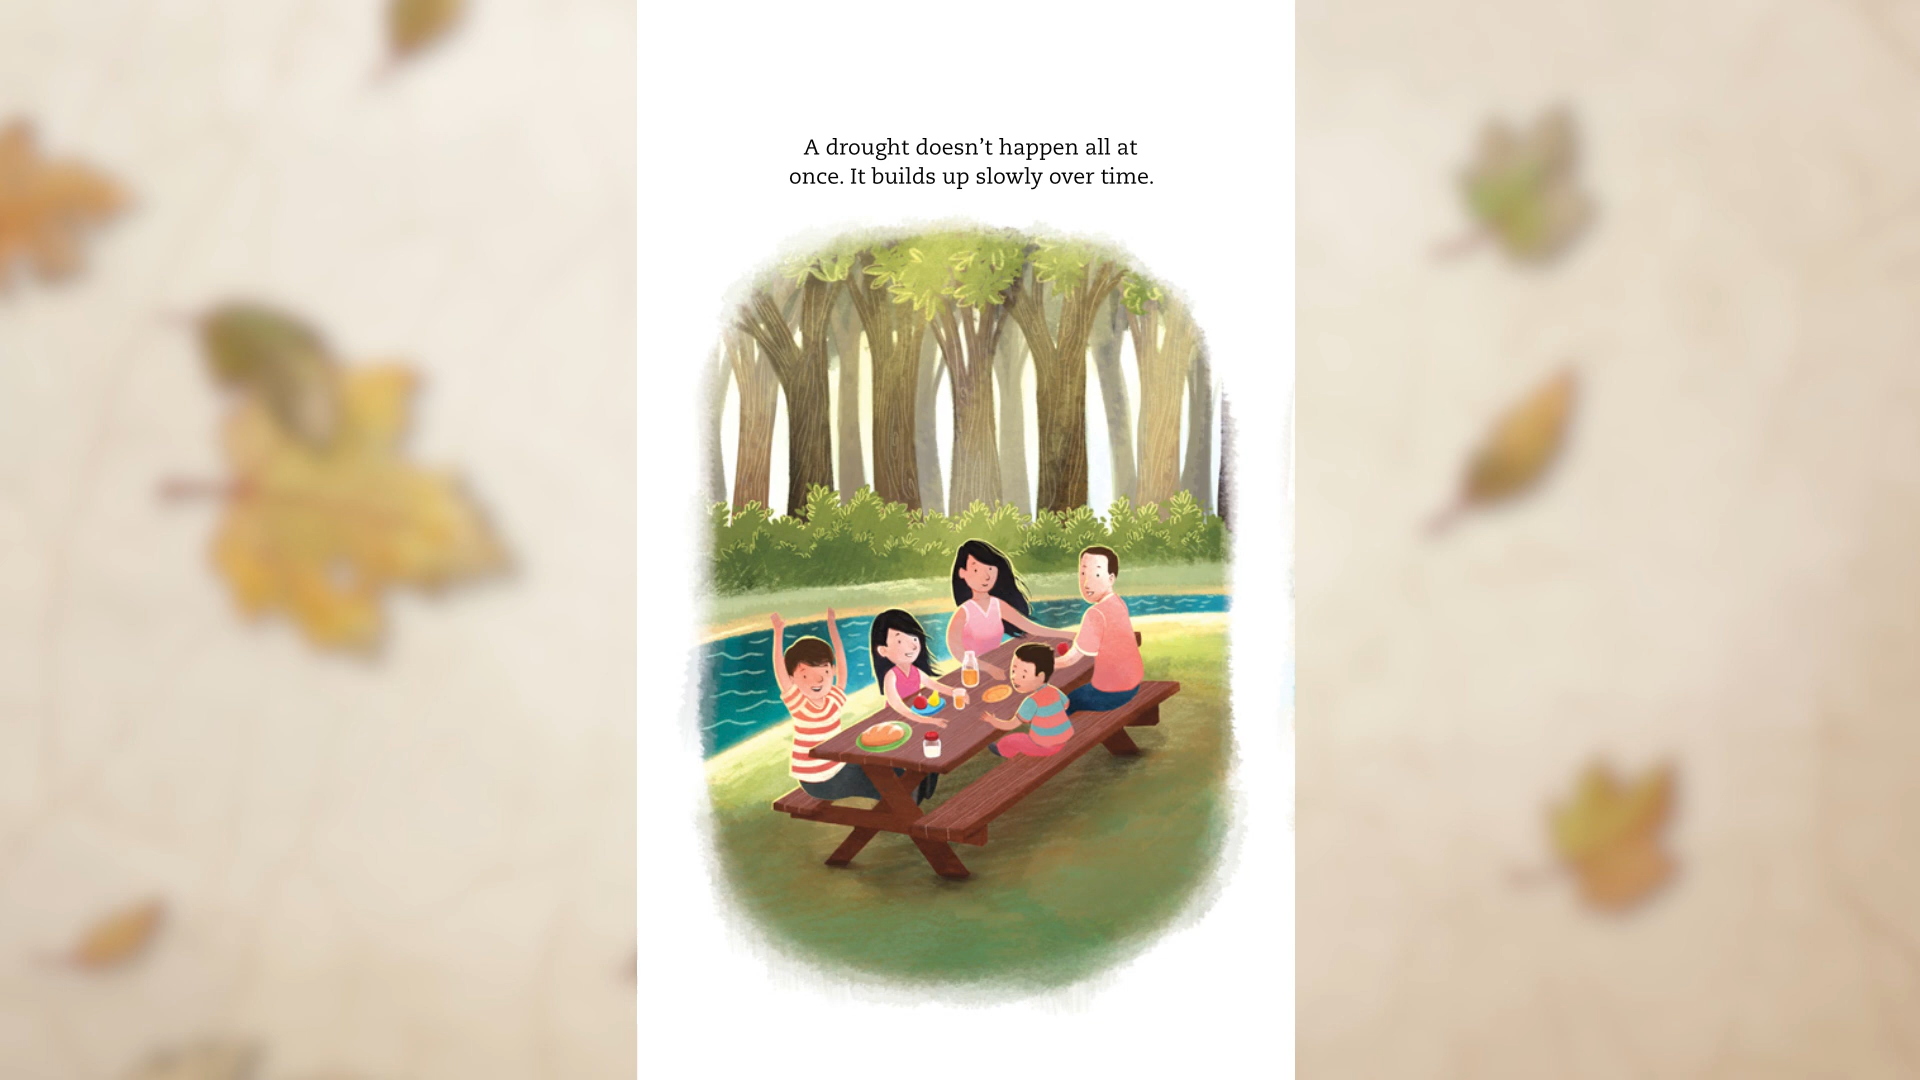 A drought doesn’t happen all at
once. It builds up slowly over time.